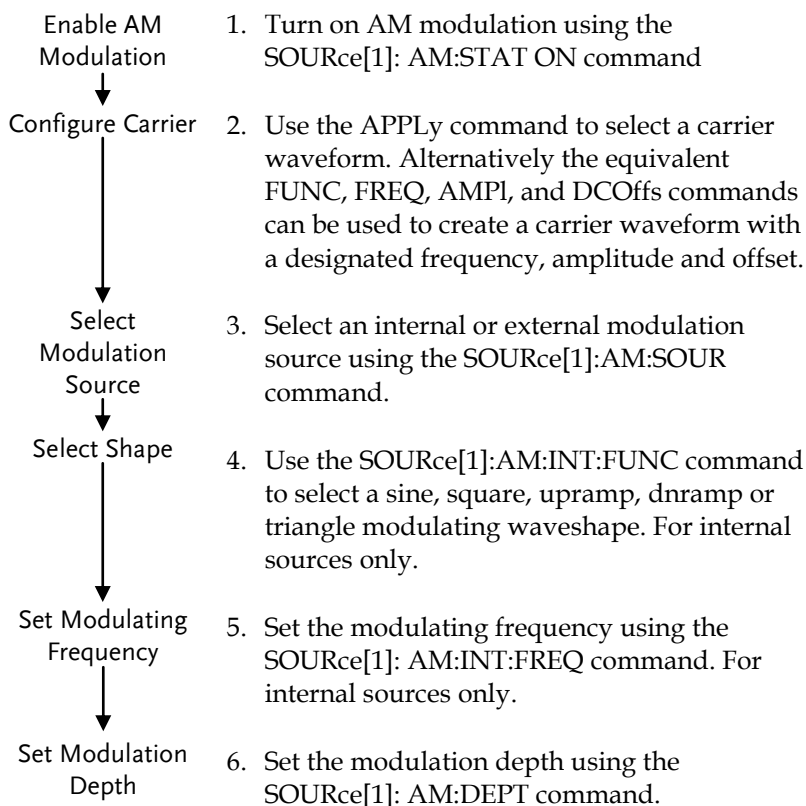 Enable AM
Modulation
1. Turn on AM modulation using the
SOURce[1]: AM:STAT ON command
Configure Carrier
2. Use the APPLy command to select a carrier
waveform. Alternatively the equivalent
FUNC, FREQ, AMPl, and DCOffs commands
can be used to create a carrier waveform with
a designated frequency, amplitude and offset.
Select
Modulation
Source
3. Select an internal or external modulation
source using the SOURce[1]:AM:SOUR
command.
Select Shape
4. Use the SOURce[1]:AM:INT:FUNC command
to select a sine, square, upramp, dnramp or
triangle modulating waveshape. For internal
sources only.
Set Modulating
Frequency
5. Set the modulating frequency using the
SOURce[1]: AM:INT:FREQ command. For
internal sources only.
Set Modulation
Depth
6. Set the modulation depth using the
SOURce[1]: AM:DEPT command.